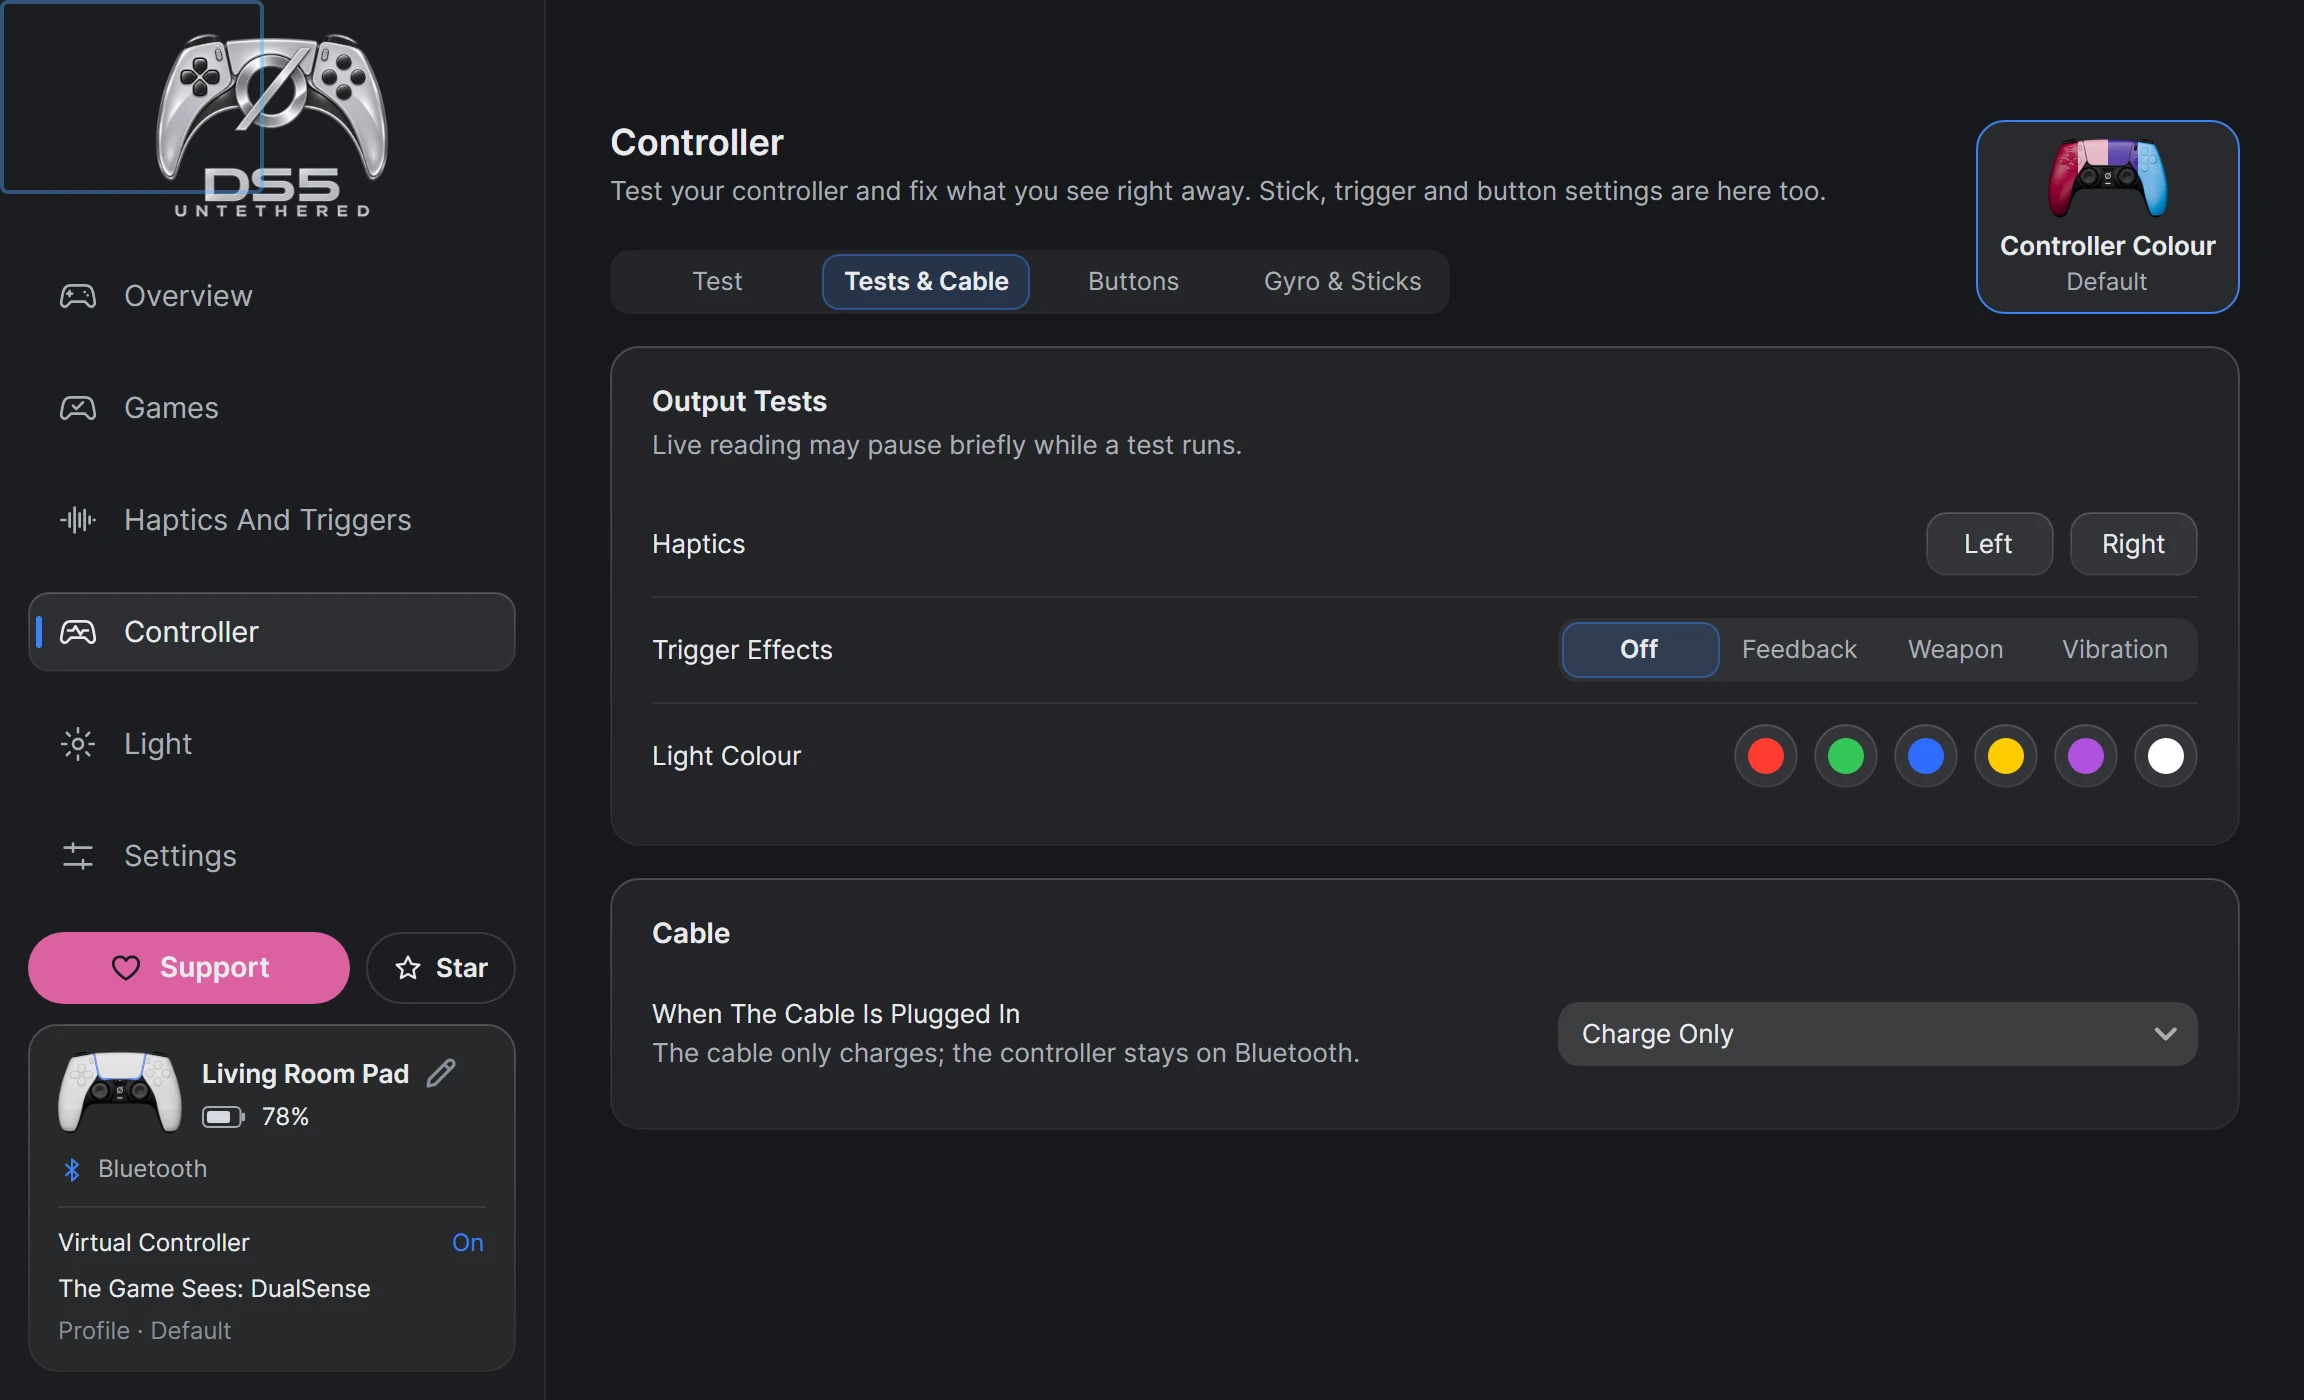 DS5
UNTETHERED
Overview
Games
Haptics And Triggers
Controller
Light
Settings
Support
Star
Living Room Pad
78%
Bluetooth
Virtual Controller On
The Game Sees: DualSense
Profile · Default
Controller
Test your controller and fix what you see right away. Stick, trigger and button settings are here too.
Controller Colour
Default
Test Tests & Cable Buttons Gyro & Sticks
Output Tests
Live reading may pause briefly while a test runs.
Haptics Left Right
Trigger Effects Off Feedback Weapon Vibration
Light Colour
Cable
When The Cable Is Plugged In
The cable only charges; the controller stays on Bluetooth.
Charge Only